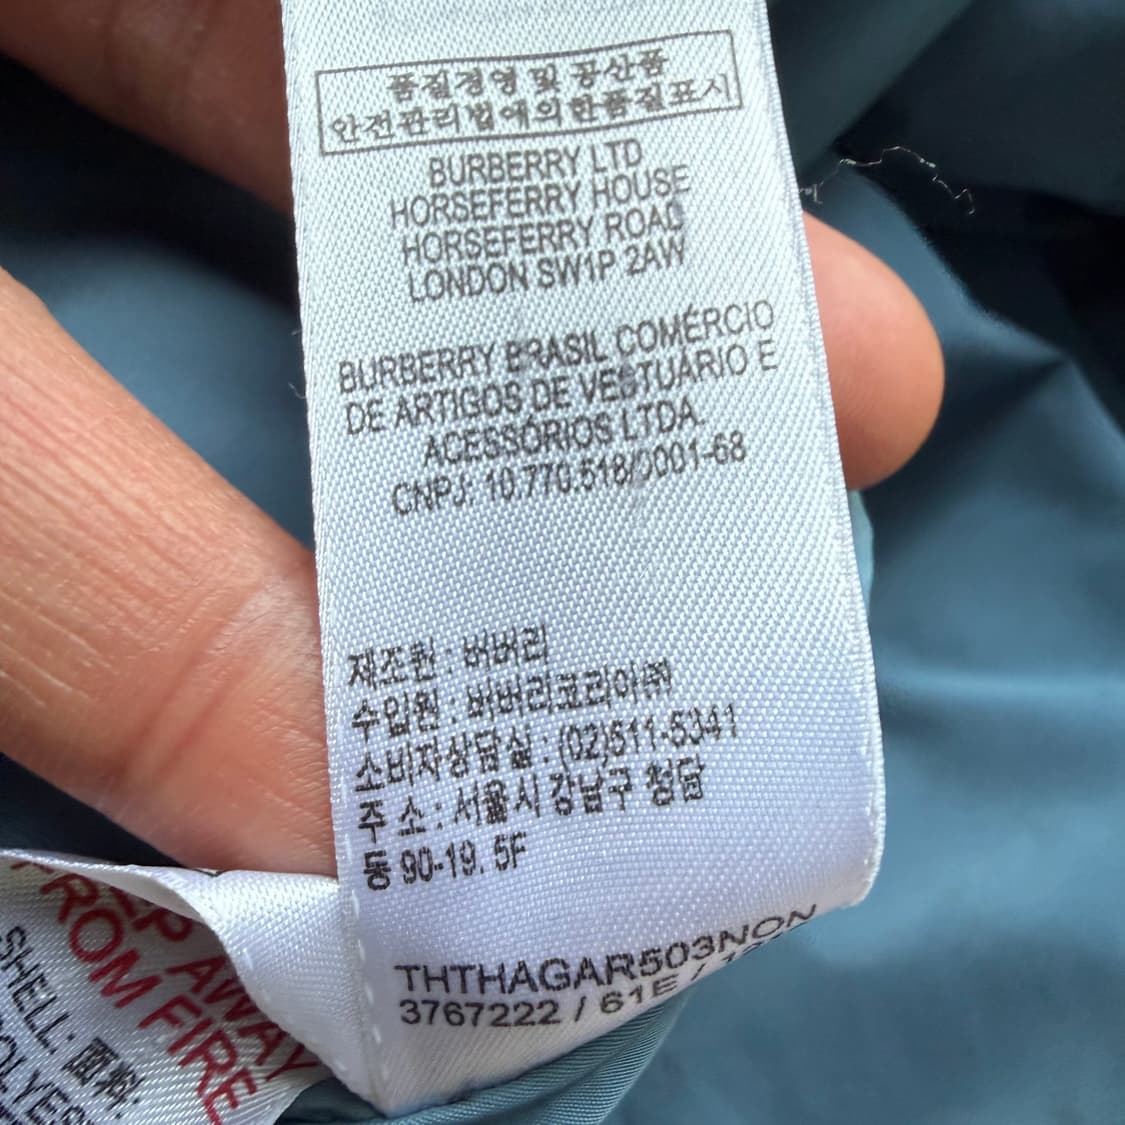 품질경영 및 공산품
안전관리법에의한품질표시
BURBERRY LTD
HORSEFERRY HOUSE
HORSEFERRY ROAD
LONDON SW1P 2AW
BURBERRY BRASIL COMÉRCIO
DE ARTIGOS DE VESTUÁRIO E
ACESSÓRIOS LTDA.
CNPJ: 10.770.518/0001-68
제조원 : 버버리
수입원 : 버버리코리아㈜
소비자상담실 : (02)511-5341
주 소 : 서울시 강남구 청담
동 90-19. 5F
THTHAGAR503NON
3767222 / 61E /
AWAY
FROM FIRE
SHELL: 面料: